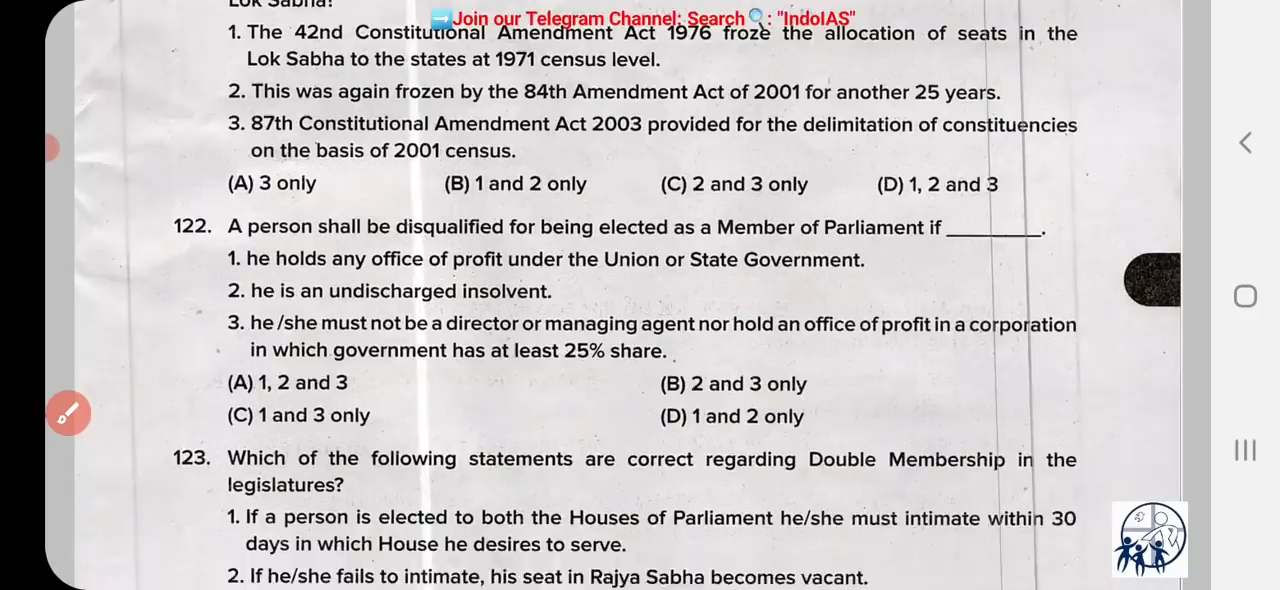 Lok Sabha?
➡Join our Telegram Channel: Search🔍: "IndoIAS"
1. The 42nd Constitutional Amendment Act 1976 froze the allocation of seats in the
Lok Sabha to the states at 1971 census level.
2. This was again frozen by the 84th Amendment Act of 2001 for another 25 years.
3. 87th Constitutional Amendment Act 2003 provided for the delimitation of constituencies
on the basis of 2001 census.
(A) 3 only (B) 1 and 2 only (C) 2 and 3 only (D) 1, 2 and 3
122. A person shall be disqualified for being elected as a Member of Parliament if ________.
1. he holds any office of profit under the Union or State Government.
2. he is an undischarged insolvent.
3. he/she must not be a director or managing agent nor hold an office of profit in a corporation
in which government has at least 25% share.
(A) 1, 2 and 3 (B) 2 and 3 only
(C) 1 and 3 only (D) 1 and 2 only
123. Which of the following statements are correct regarding Double Membership in the
legislatures?
1. If a person is elected to both the Houses of Parliament he/she must intimate within 30
days in which House he desires to serve.
2. If he/she fails to intimate, his seat in Rajya Sabha becomes vacant.